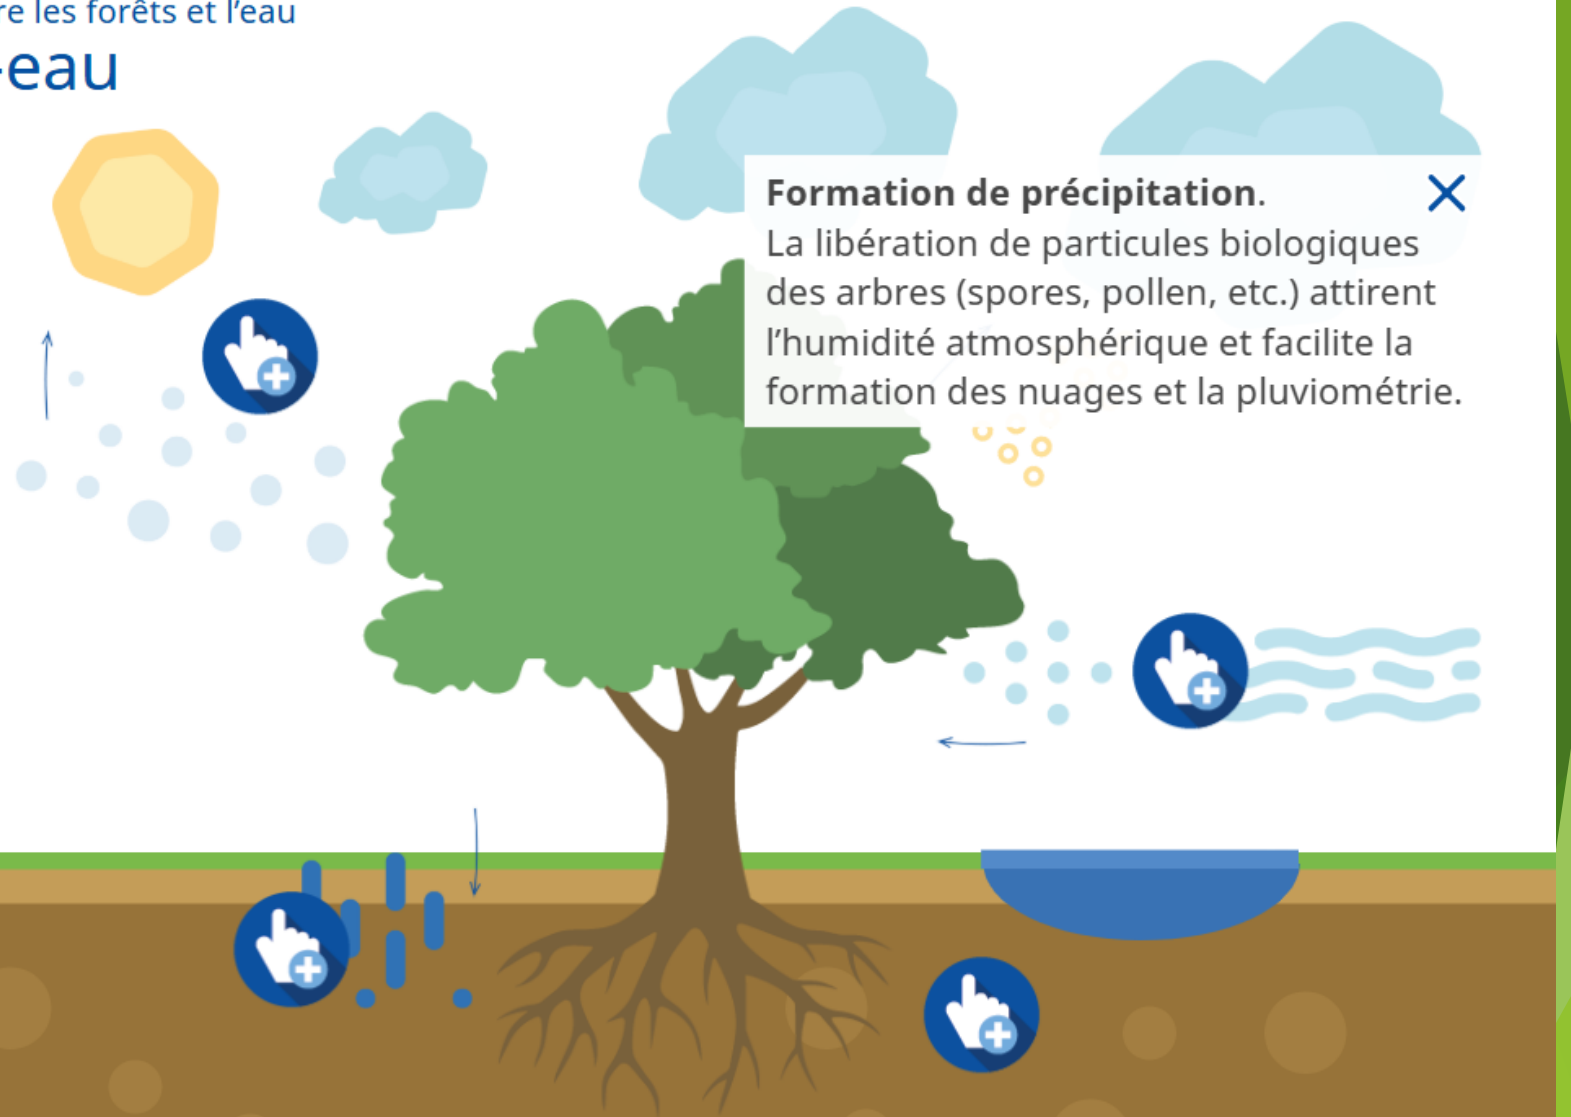 les forêts et l'eau
-eau
Formation de précipitation.
La libération de particules biologiques
des arbres (spores, pollen, etc.) attirent
l'humidité atmosphérique et facilite la
formation des nuages et la pluviométrie.